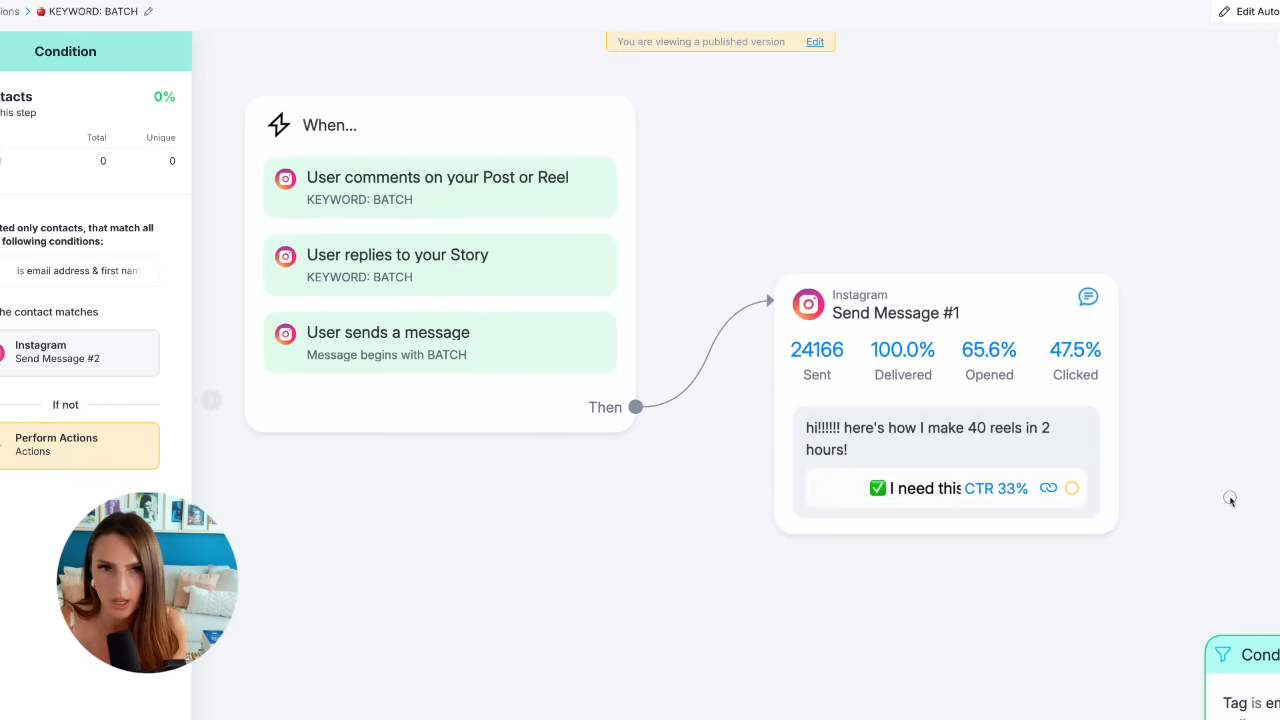 ions > KEYWORD: BATCH
Edit Auto
You are viewing a published version Edit
Condition
tacts 0%
his step
Total Unique
0 0
ted only contacts, that match all
following conditions:
is email address & first nam
he contact matches
Instagram
Send Message #2
If not
Perform Actions
Actions
When...
User comments on your Post or Reel
KEYWORD: BATCH
User replies to your Story
KEYWORD: BATCH
User sends a message
Message begins with BATCH
Then
Instagram
Send Message #1
24166 100.0% 65.6% 47.5%
Sent Delivered Opened Clicked
hi!!!!!! here's how I make 40 reels in 2
hours!
✅ I need this CTR 33%
Cond
Tag is em